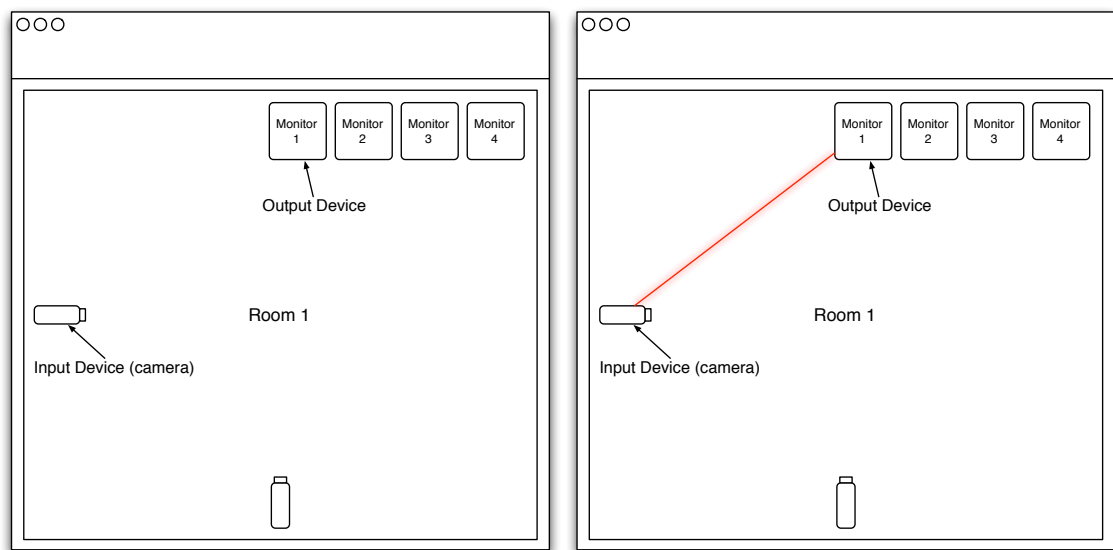 Monitor
1
Monitor
2
Monitor
3
Monitor
4
Output Device
Room 1
Input Device (camera)
Monitor
1
Monitor
2
Monitor
3
Monitor
4
Output Device
Room 1
Input Device (camera)